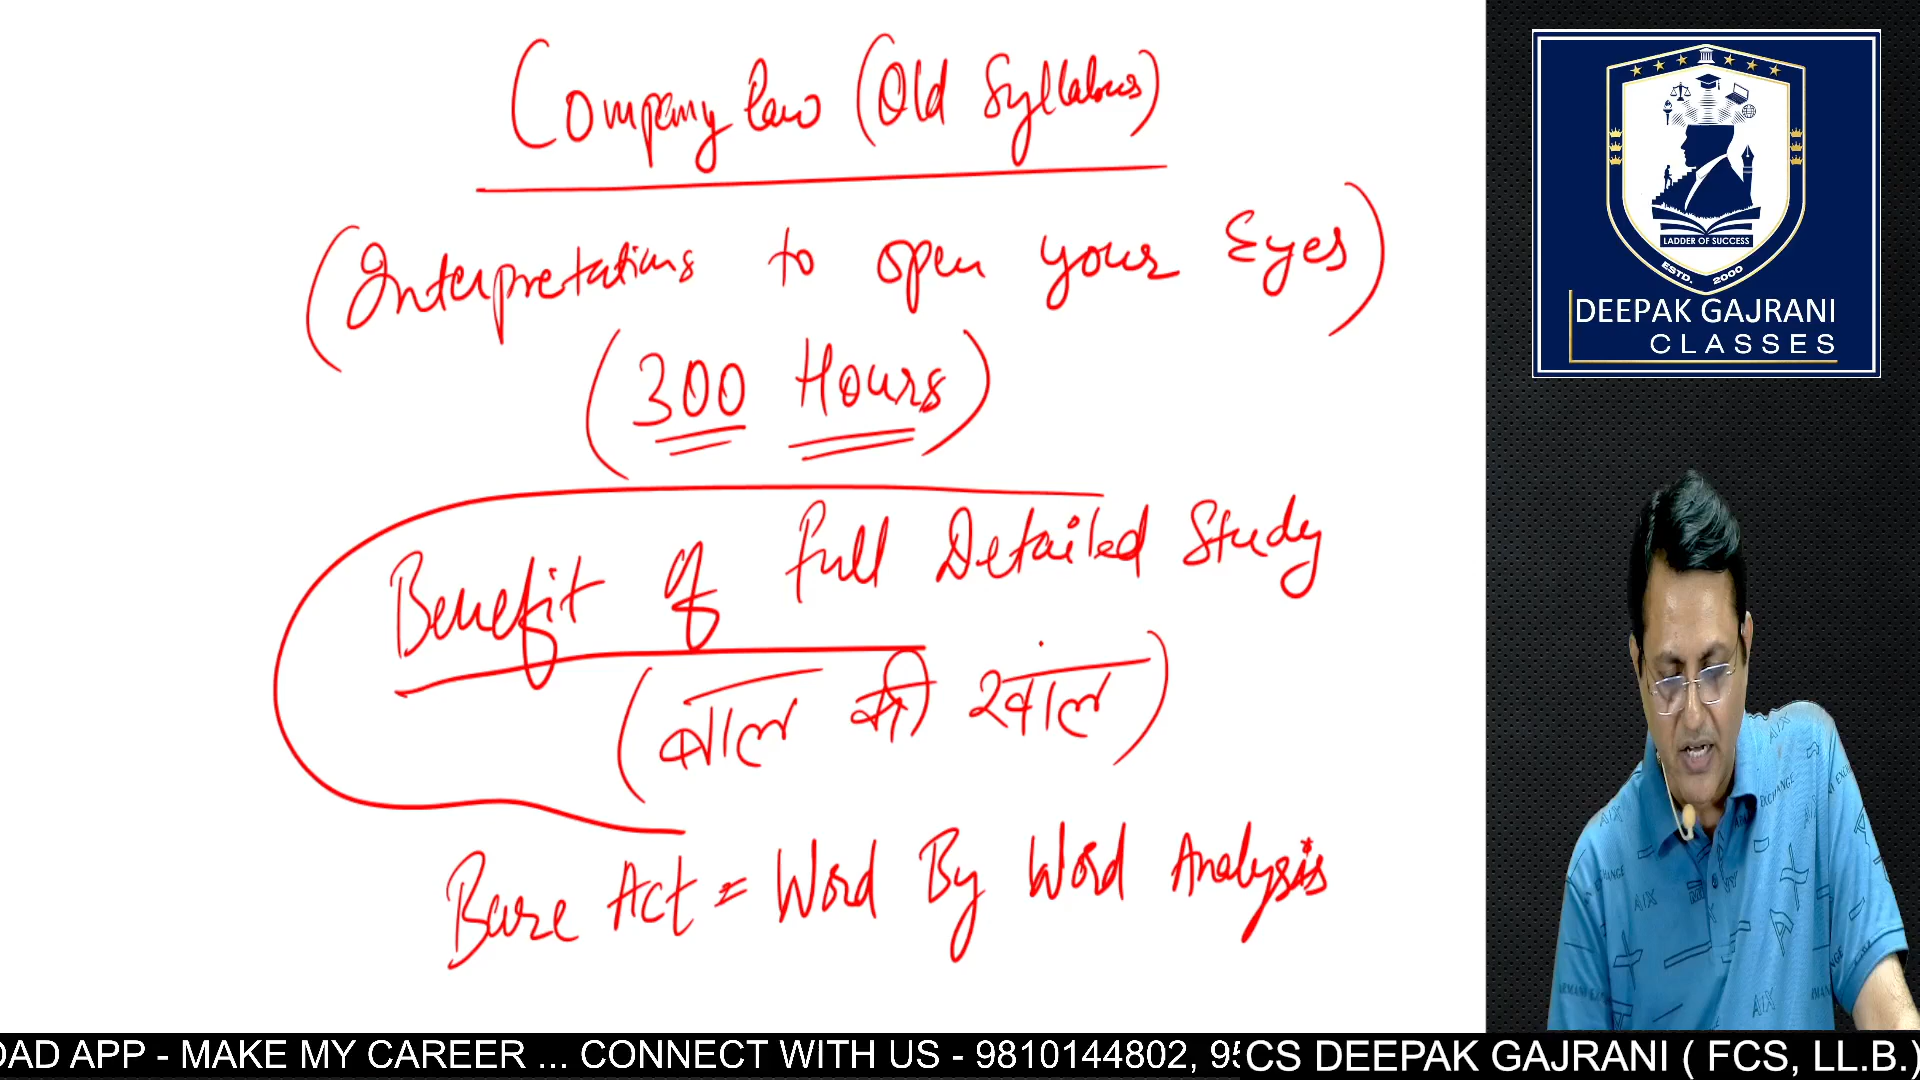 Company law (Old Syllabus)
(Interpretations to open your Eyes)
(300 Hours)
Benefit of Full Detailed Study
(बाल की खाल)
Bare Act = Word By Word Analysis
LADDER OF SUCCESS
ESTD. 2000
DEEPAK GAJRANI
CLASSES
OAD APP - MAKE MY CAREER ... CONNECT WITH US - 9810144802, 95
CS DEEPAK GAJRANI ( FCS, LL.B.)